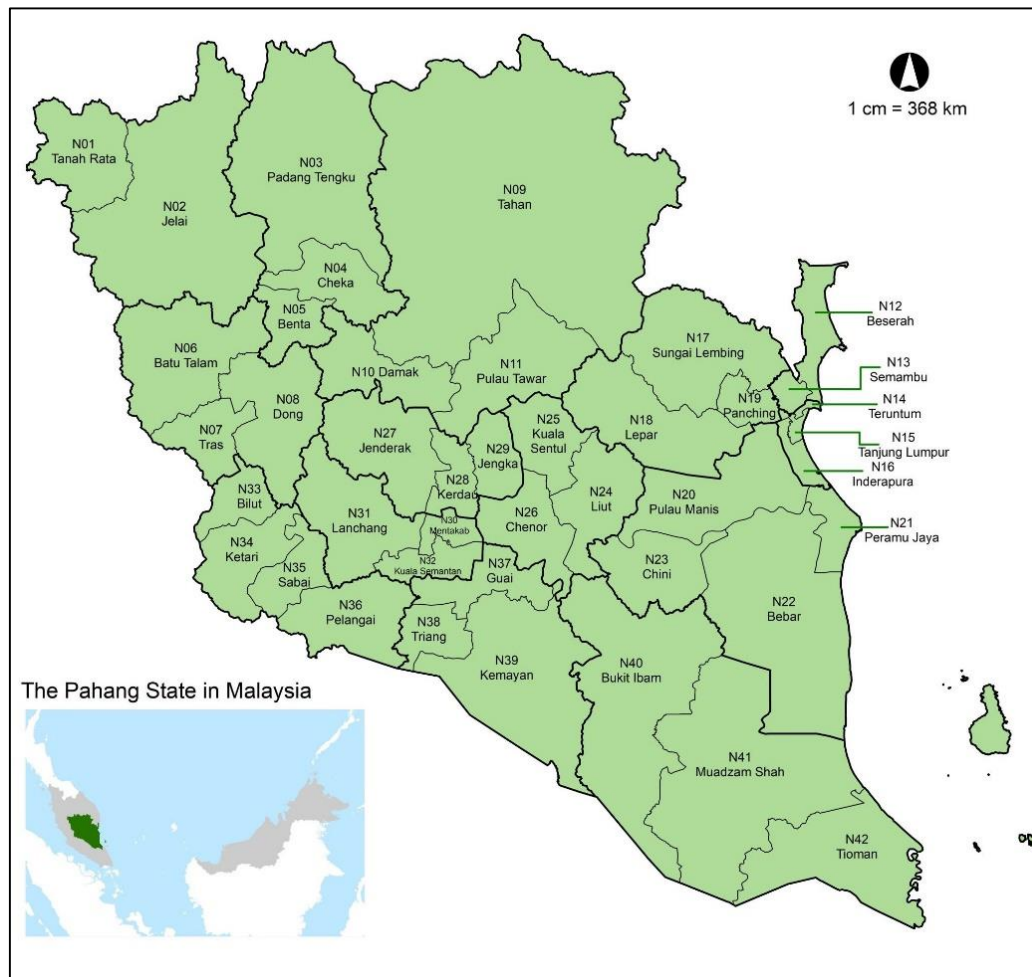 1 cm = 368 km
N01
Tanah Rata
N02
Jelai
N03
Padang Tengku
N04
Cheka
N05
Benta
N06
Batu Talam
N07
Tras
N08
Dong
N09
Tahan
N10 Damak
N11
Pulau Tawar
N12
Beserah
N13
Semambu
N14
Teruntum
N15
Tanjung Lumpur
N16
Inderapura
N17
Sungai Lembing
N18
Lepar
N19
Panching
N20
Pulau Manis
N21
Peramu Jaya
N22
Bebar
N23
Chini
N24
Liut
N25
Kuala
Sentul
N26
Chenor
N27
Jenderak
N28
Kerdau
N29
Jengka
N30
Mentakab
N31
Lanchang
N32
Kuala Semantan
N33
Bilut
N34
Ketari
N35
Sabai
N36
Pelangai
N37
Guai
N38
Triang
N39
Kemayan
N40
Bukit Ibam
N41
Muadzam Shah
N42
Tioman
The Pahang State in Malaysia